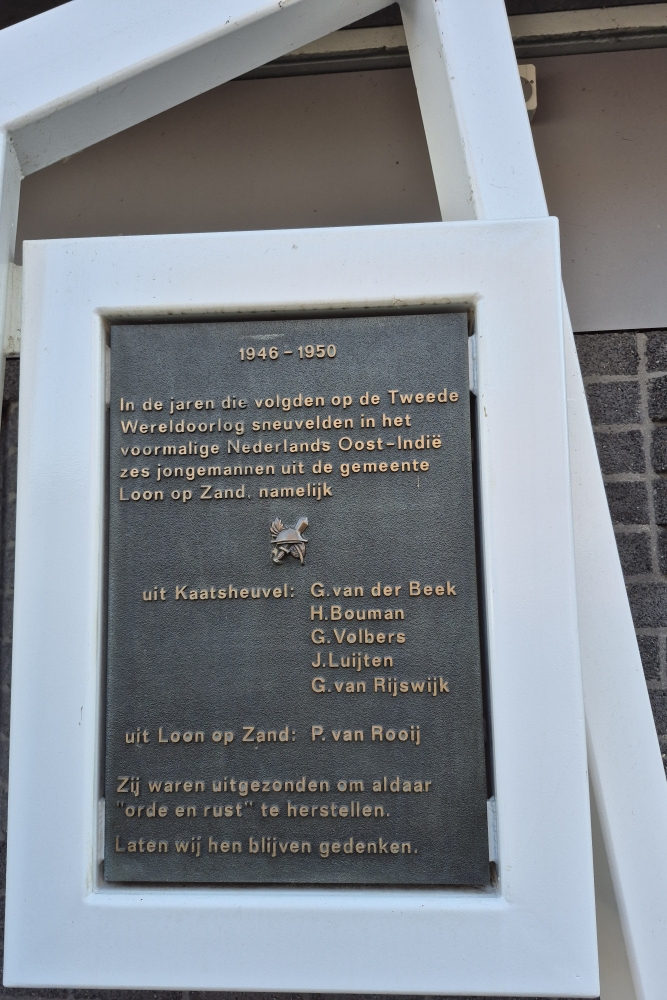 1946 - 1950
In de jaren die volgden op de Tweede
Wereldoorlog sneuvelden in het
voormalige Nederlands Oost-Indië
zes jongemannen uit de gemeente
Loon op Zand, namelijk
uit Kaatsheuvel: G.van der Beek
H.Bouman
G.Volbers
J.Luijten
G.van Rijswijk
uit Loon op Zand: P.van Rooij
Zij waren uitgezonden om aldaar
"orde en rust" te herstellen.
Laten wij hen blijven gedenken.